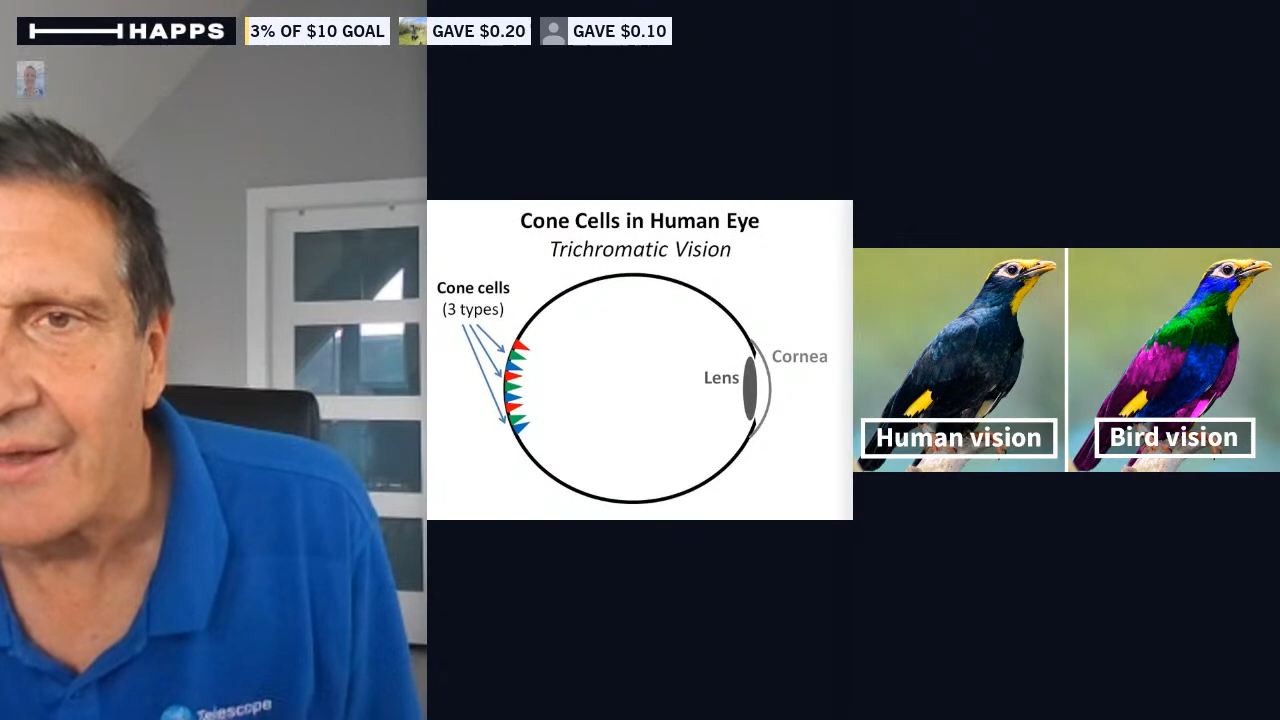 HAPPS
3% OF $10 GOAL
GAVE $0.20
GAVE $0.10
Cone Cells in Human Eye
Trichromatic Vision
Cone cells
(3 types)
Cornea
Lens
Human vision
Bird vision
Telescope